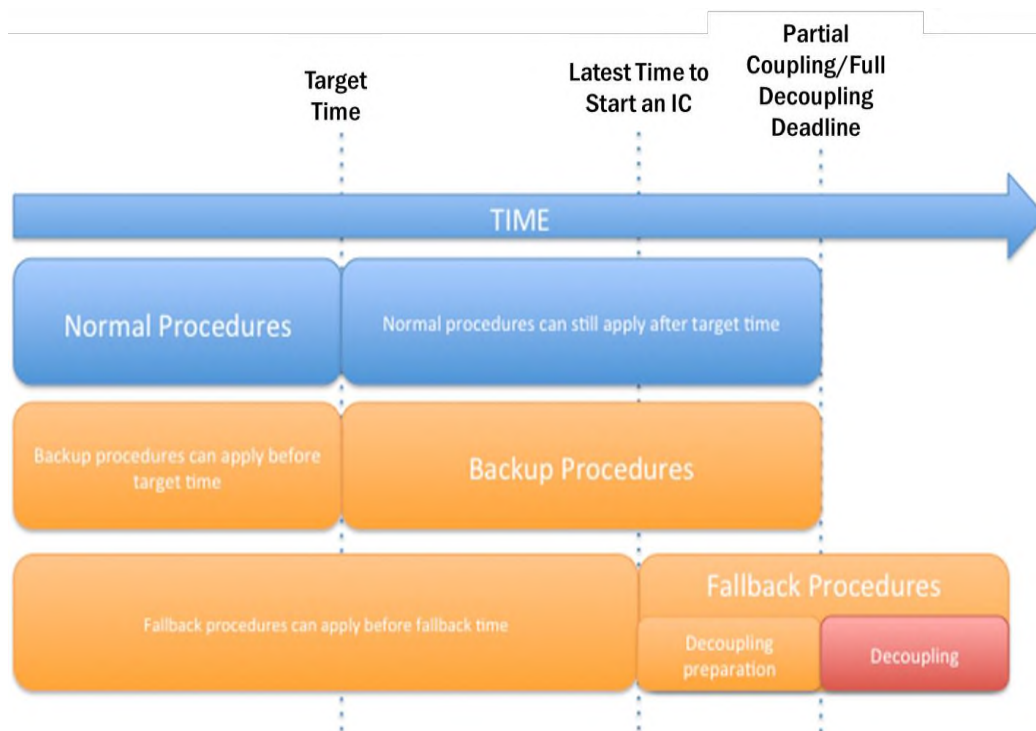 Target
Time
Latest Time to
Start an IC
Partial
Coupling/Full
Decoupling
Deadline
TIME
Normal Procedures
Normal procedures can still apply after target time
Backup procedures can apply before
target time
Backup Procedures
Fallback procedures can apply before fallback time
Fallback Procedures
Decoupling
preparation
Decoupling